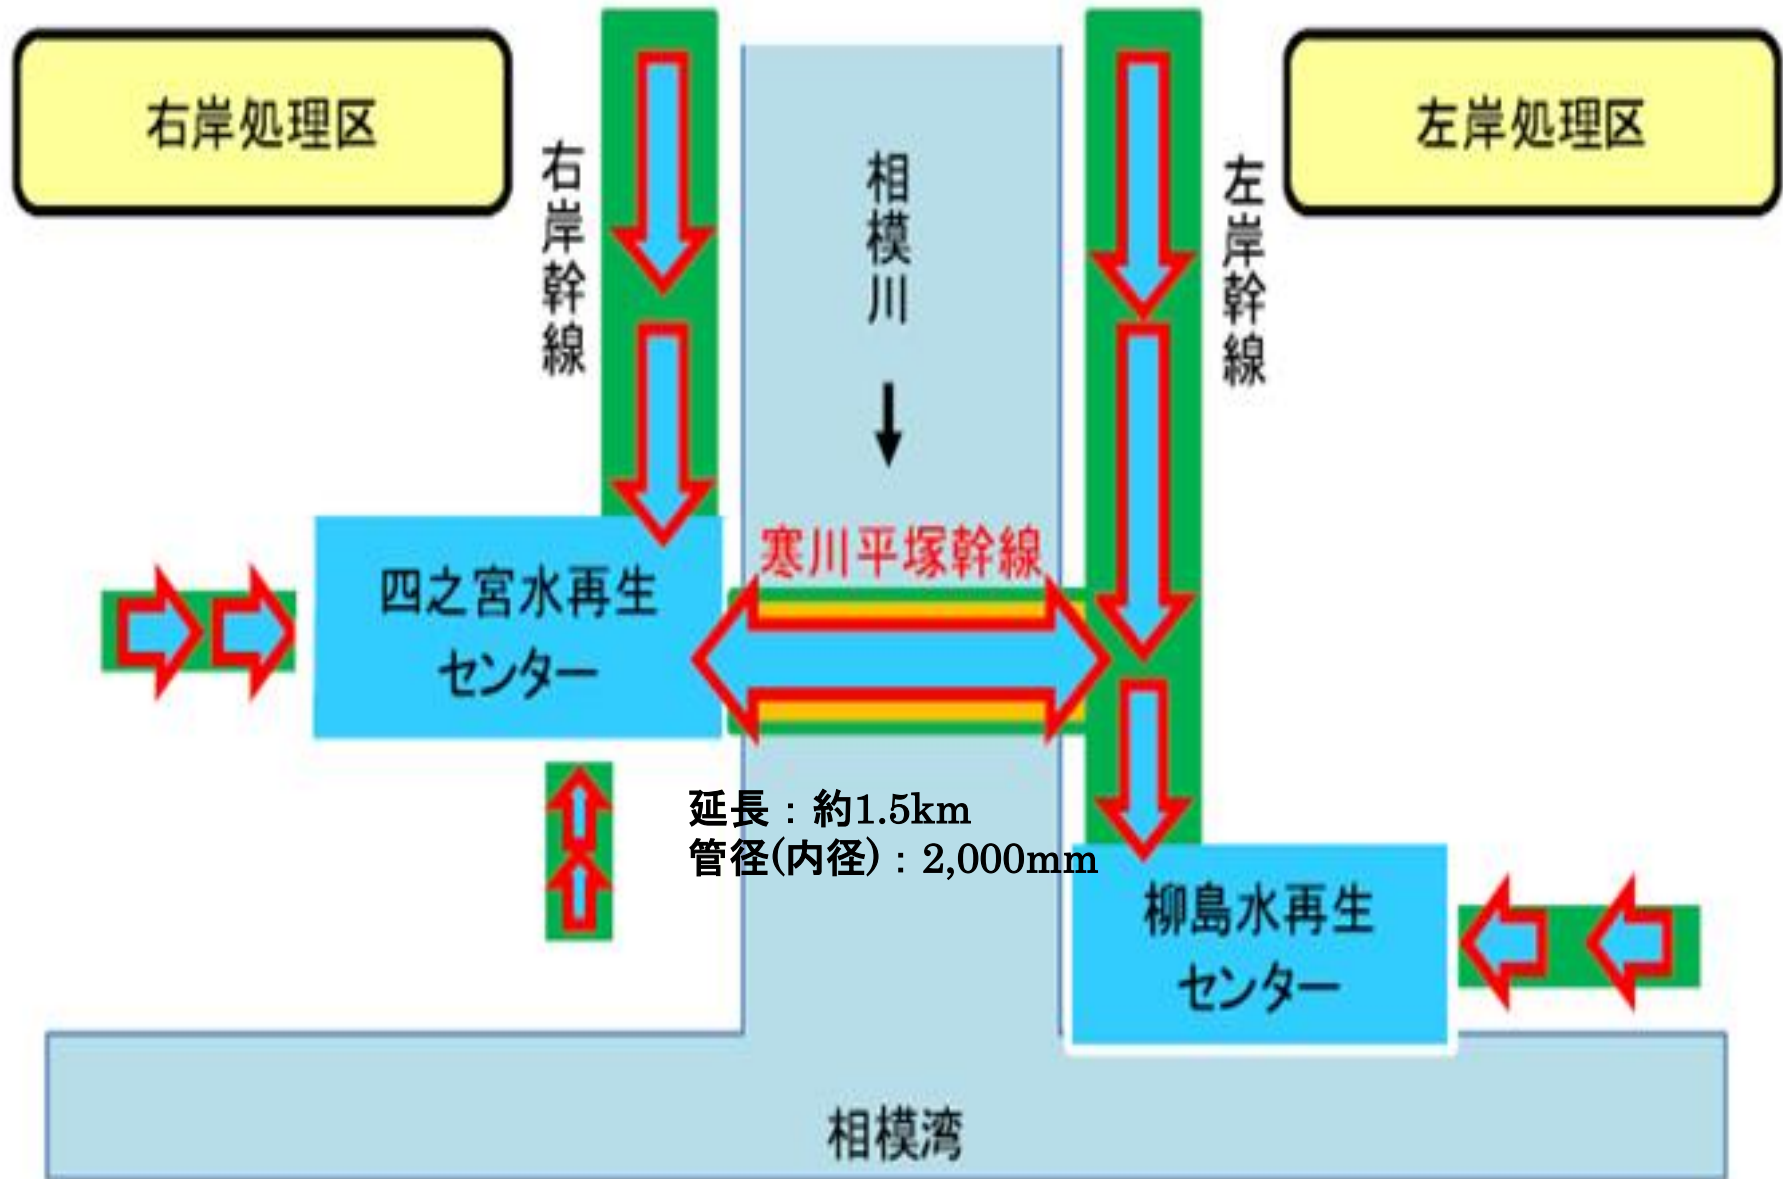 右岸処理区
左岸処理区
右岸幹線
相模川
左岸幹線
寒川平塚幹線
四之宮水再生
センター
延長：約1.5km
管径(内径)：2,000mm
柳島水再生
センター
相模湾